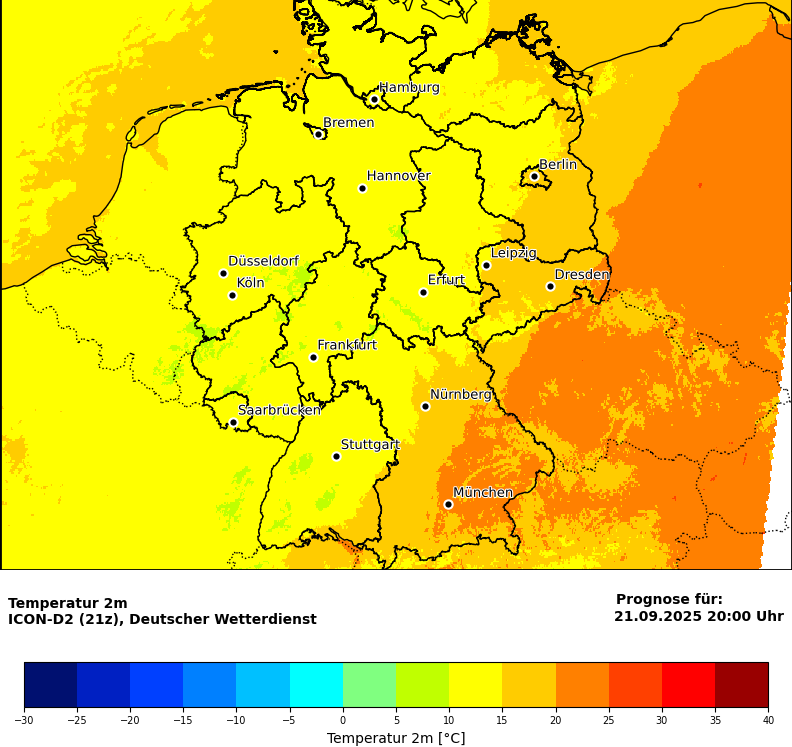 Hamburg
Bremen
Berlin
Hannover
Leipzig
Düsseldorf
Dresden
Köln
Erfurt
Frankfurt
Nürnberg
Saarbrücken
Stuttgart
München
Temperatur 2m
ICON-D2 (21z), Deutscher Wetterdienst
Prognose für:
21.09.2025 20:00 Uhr
−30 −25 −20 −15 −10 −5 0 5 10 15 20 25 30 35 40
Temperatur 2m [°C]